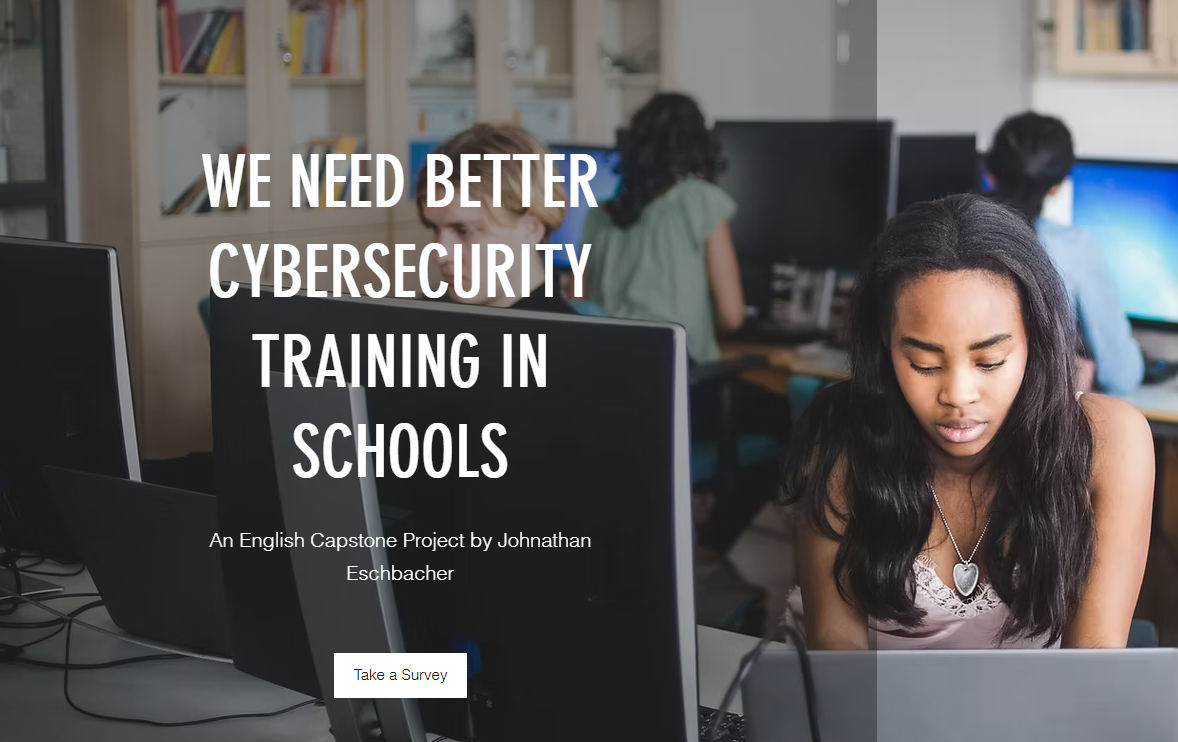 WE NEED BETTER
CYBERSECURITY
TRAINING IN
SCHOOLS
An English Capstone Project by Johnathan
Eschbacher
Take a Survey